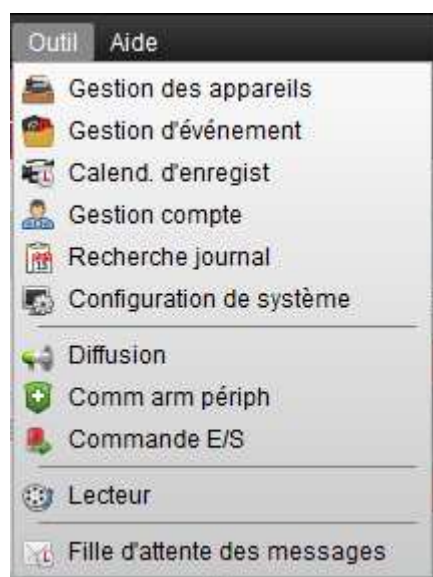 Outil Aide
Gestion des appareils
Gestion d'événement
Calend. d'enregist
Gestion compte
Recherche journal
Configuration de système
Diffusion
Comm arm périph
Commande E/S
Lecteur
Fille d'attente des messages